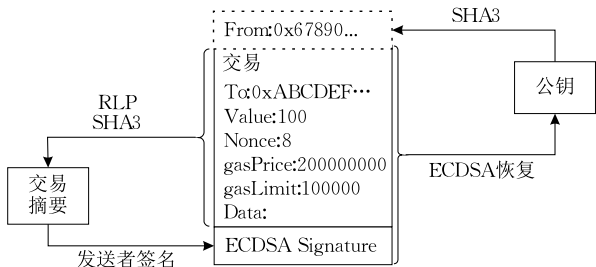 From:0x67890...
SHA3
交易
To:0xABCDEF…
Value:100
Nonce:8
gasPrice:200000000
gasLimit:100000
Data:
ECDSA Signature
RLP
SHA3
交易
摘要
发送者签名
公钥
ECDSA恢复